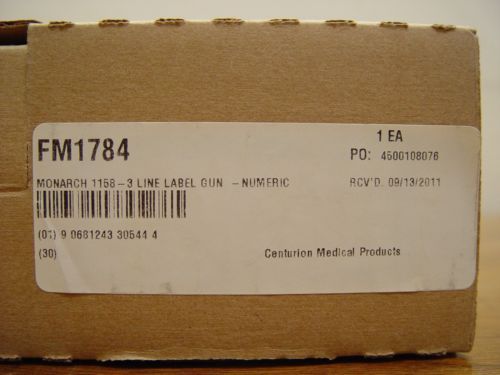 1 EA
FM1784
PO: 4500108076
MONARCH 1158-3 LINE LABEL GUN -NUMERIC
RCV'D. 09/13/2011
(01) 9 0681243 30544 4
(30)
Centurion Medical Products